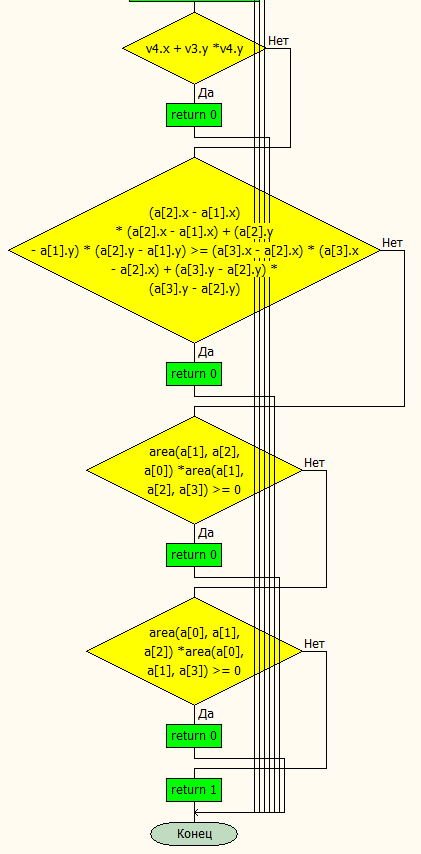 v4.x + v3.y *v4.y
Нет
Да
return 0
(a[2].x - a[1].x)
* (a[2].x - a[1].x) + (a[2].y
- a[1].y) * (a[2].y - a[1].y) >= (a[3].x - a[2].x) * (a[3].x
- a[2].x) + (a[3].y - a[2].y) *
(a[3].y - a[2].y)
Нет
Да
return 0
area(a[1], a[2],
a[0]) *area(a[1],
a[2], a[3]) >= 0
Нет
Да
return 0
area(a[0], a[1],
a[2]) *area(a[0],
a[1], a[3]) >= 0
Нет
Да
return 0
return 1
Конец